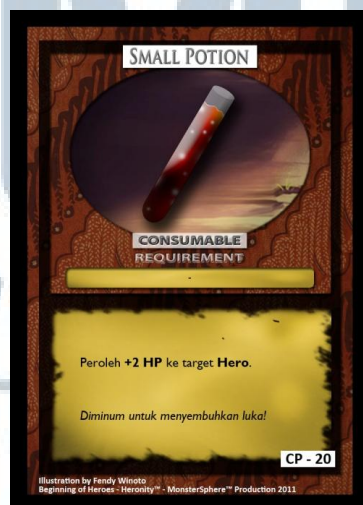 SMALL POTION
CONSUMABLE
REQUIREMENT
-
Peroleh +2 HP ke target Hero.
Diminum untuk menyembuhkan luka!
CP - 20
Illustration by Fendy Winoto
Beginning of Heroes - Heronity™ - MonsterSphere™ Production 2011